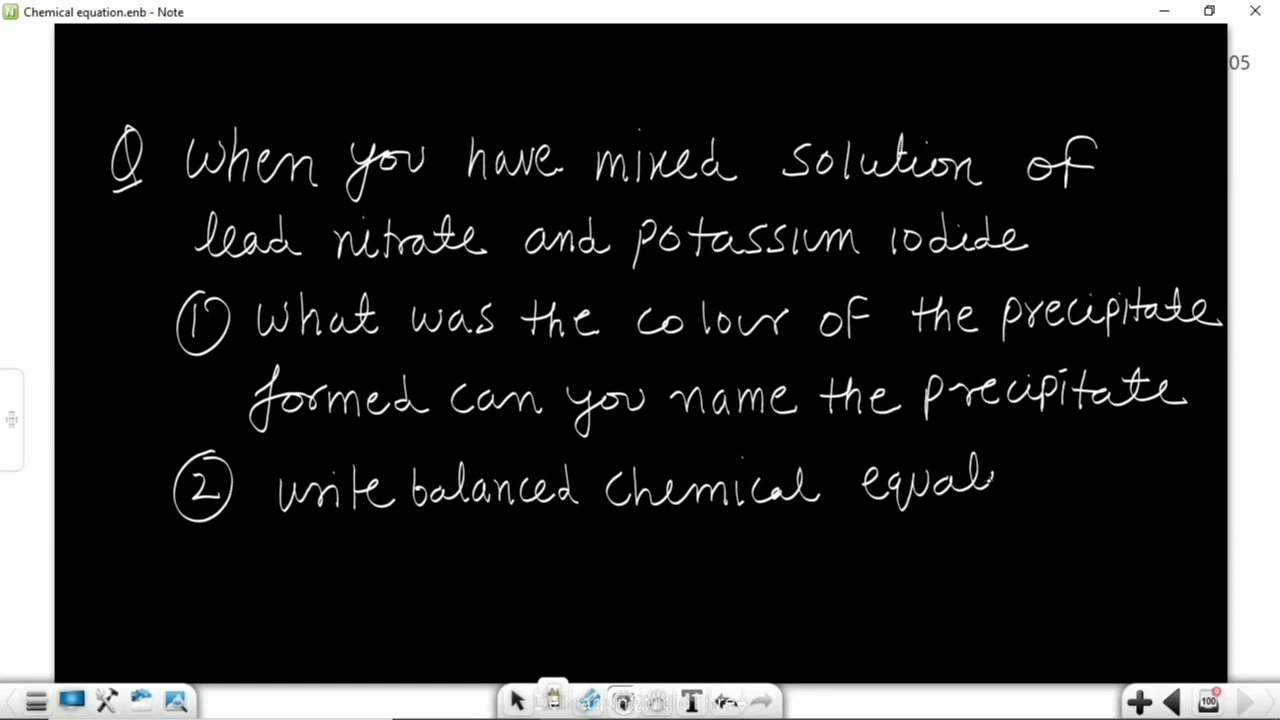 Chemical equation.enb - Note
05
Q When you have mixed solution of
lead nitrate and potassium iodide
① What was the colour of the precipitate
formed can you name the precipitate
② write balanced chemical equat
T
100